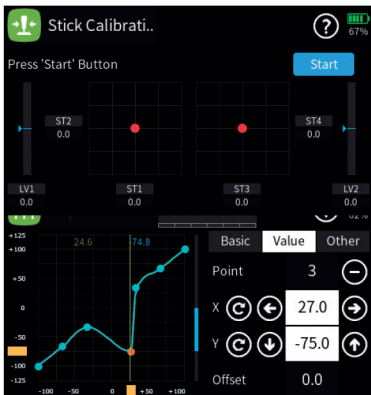 Stick Calibrati..
67%
Press 'Start' Button
Start
ST2
0.0
ST4
0.0
LV1
0.0
ST1
0.0
ST3
0.0
LV2
0.0
62%
+125
+100
24.6
-74.8
Basic
Value
Other
+50
Point
3
0
X
27.0
-50
Y
-75.0
-100
-125
Offset
0.0
-100
-50
0
+50
+100